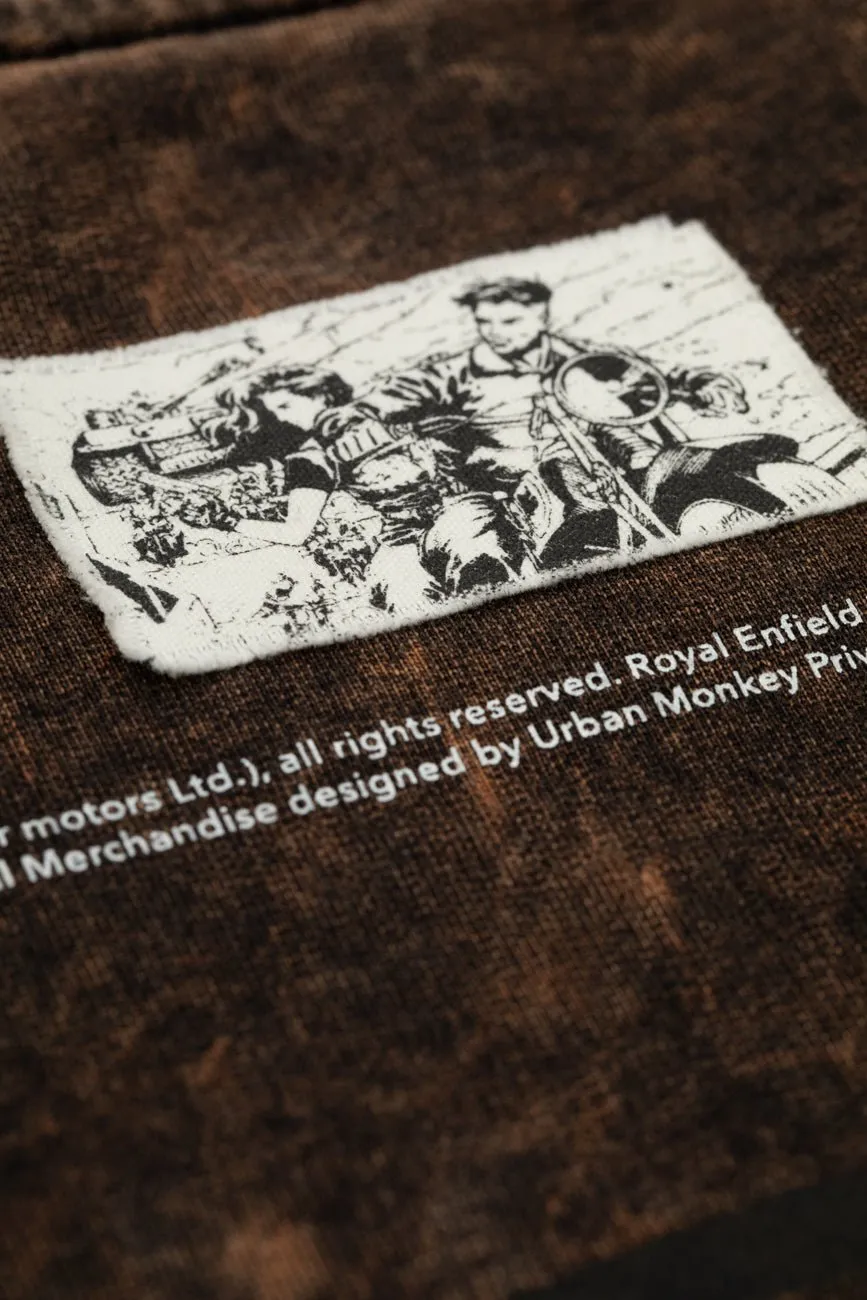 r motors Ltd.), all rights reserved. Royal Enfield
l Merchandise designed by Urban Monkey Priv